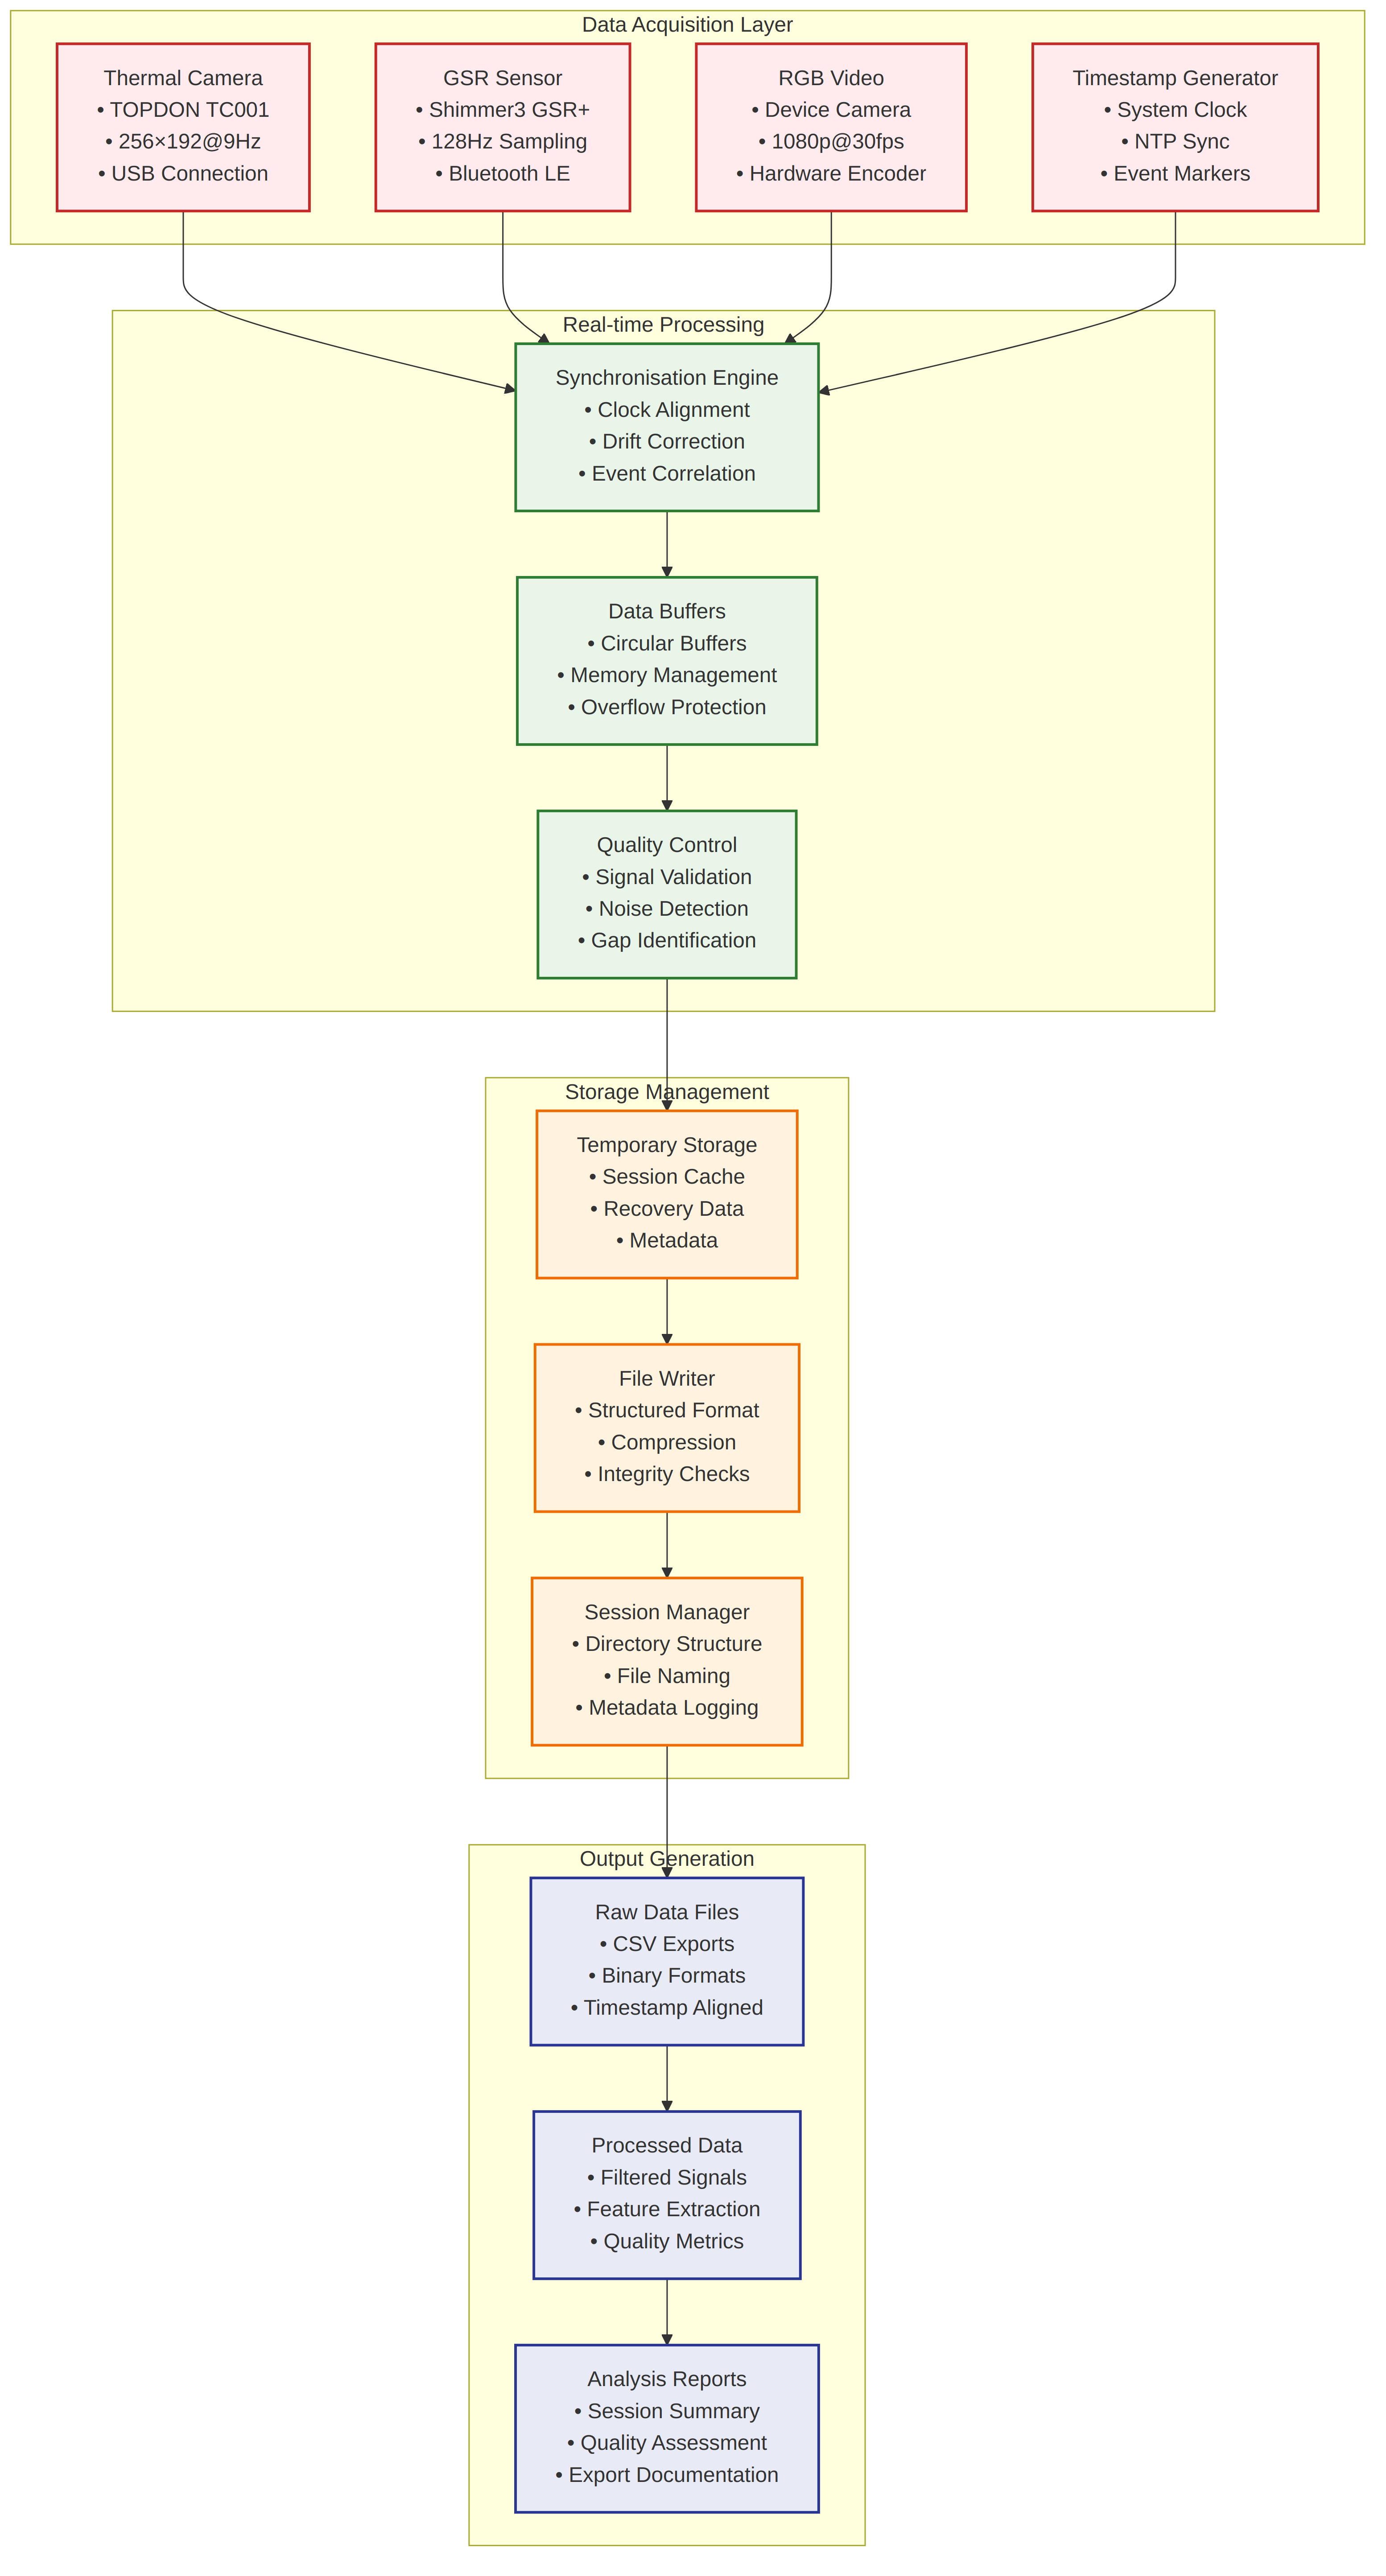 Data Acquisition Layer
Thermal Camera
• TOPDON TC001
• 256×192@9Hz
• USB Connection
GSR Sensor
• Shimmer3 GSR+
• 128Hz Sampling
• Bluetooth LE
RGB Video
• Device Camera
• 1080p@30fps
• Hardware Encoder
Timestamp Generator
• System Clock
• NTP Sync
• Event Markers
Real-time Processing
Synchronisation Engine
• Clock Alignment
• Drift Correction
• Event Correlation
Data Buffers
• Circular Buffers
• Memory Management
• Overflow Protection
Quality Control
• Signal Validation
• Noise Detection
• Gap Identification
Storage Management
Temporary Storage
• Session Cache
• Recovery Data
• Metadata
File Writer
• Structured Format
• Compression
• Integrity Checks
Session Manager
• Directory Structure
• File Naming
• Metadata Logging
Output Generation
Raw Data Files
• CSV Exports
• Binary Formats
• Timestamp Aligned
Processed Data
• Filtered Signals
• Feature Extraction
• Quality Metrics
Analysis Reports
• Session Summary
• Quality Assessment
• Export Documentation